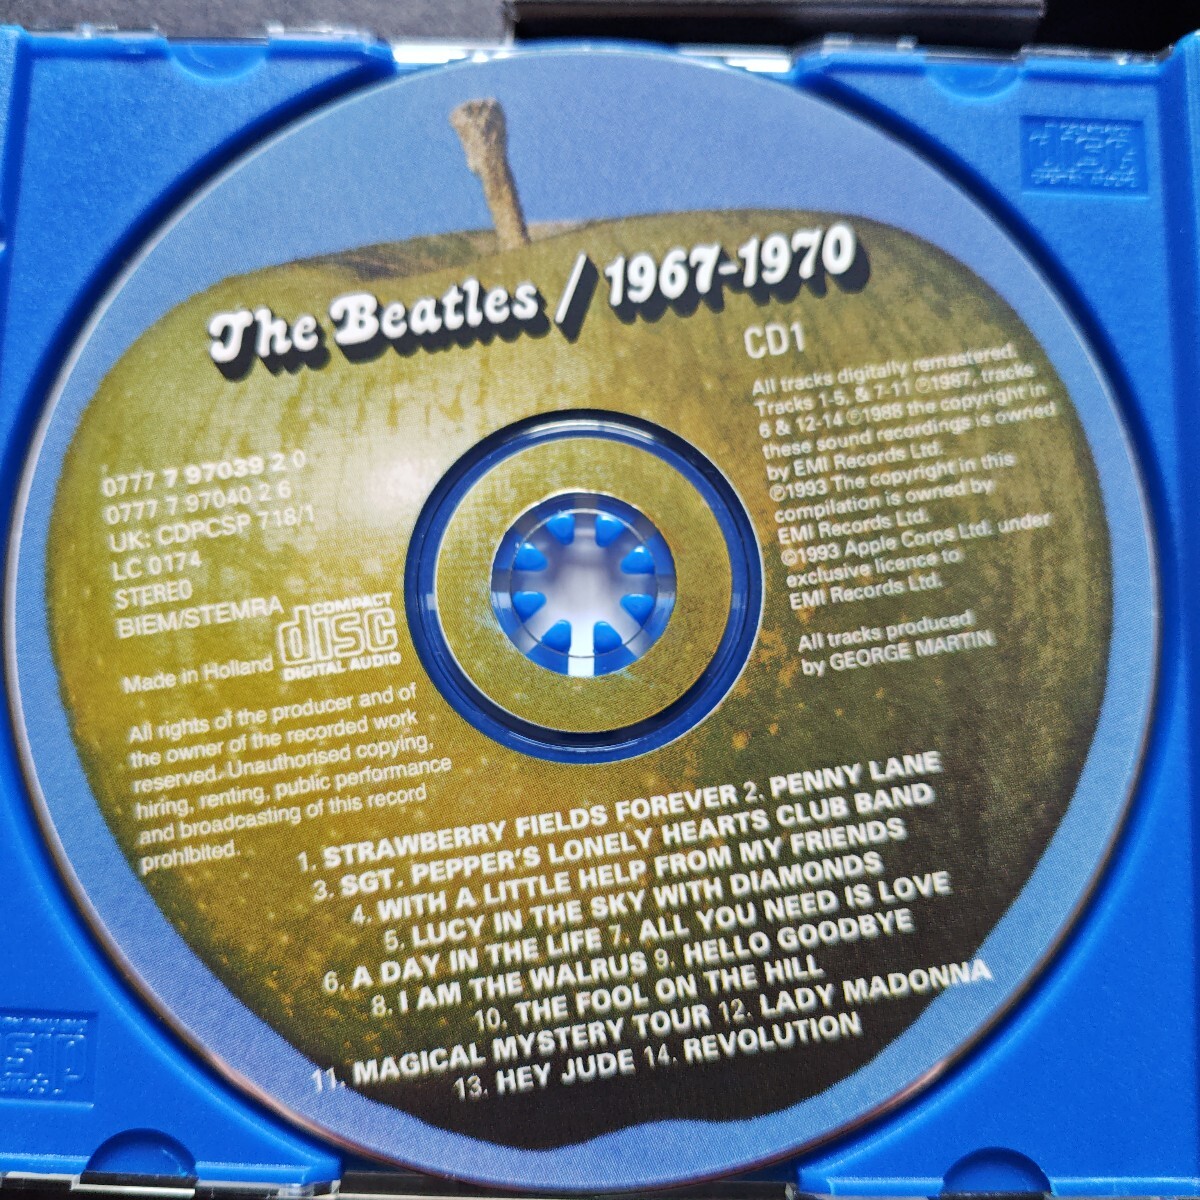 The Beatles / 1967-1970
CD1
All tracks digitally remastered.
Tracks 1-5, & 7-11 ℗1987, tracks
6 & 12-14 ℗1988 the copyright in
these sound recordings is owned
by EMI Records Ltd.
℗1993 The copyright in this
compilation is owned by
EMI Records Ltd.
©1993 Apple Corps Ltd. under
exclusive licence to
EMI Records Ltd.
All tracks produced
by GEORGE MARTIN
0777 7 97039 2 0
0777 7 97040 2 6
UK: CDPCSP 718/1
LC 0174
STEREO
BIEM/STEMRA
COMPACT
disc
DIGITAL AUDIO
Made in Holland
All rights of the producer and of
the owner of the recorded work
reserved. Unauthorised copying,
hiring, renting, public performance
and broadcasting of this record
prohibited.
1. STRAWBERRY FIELDS FOREVER 2. PENNY LANE
3. SGT. PEPPER'S LONELY HEARTS CLUB BAND
4. WITH A LITTLE HELP FROM MY FRIENDS
5. LUCY IN THE SKY WITH DIAMONDS
6. A DAY IN THE LIFE 7. ALL YOU NEED IS LOVE
8. I AM THE WALRUS 9. HELLO GOODBYE
10. THE FOOL ON THE HILL
11. MAGICAL MYSTERY TOUR 12. LADY MADONNA
13. HEY JUDE 14. REVOLUTION